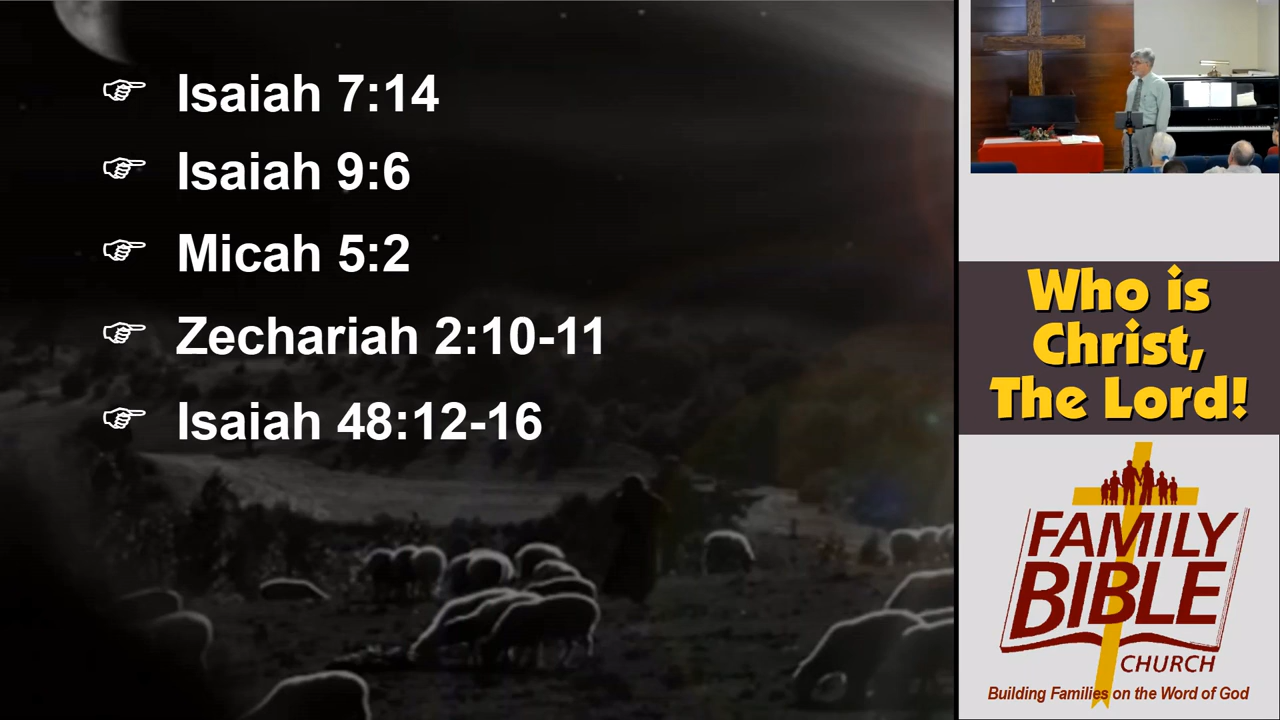 Isaiah 7:14
Isaiah 9:6
Micah 5:2
Zechariah 2:10-11
Isaiah 48:12-16
Who is
Christ,
The Lord!
FAMILY
BIBLE
CHURCH
Building Families on the Word of God